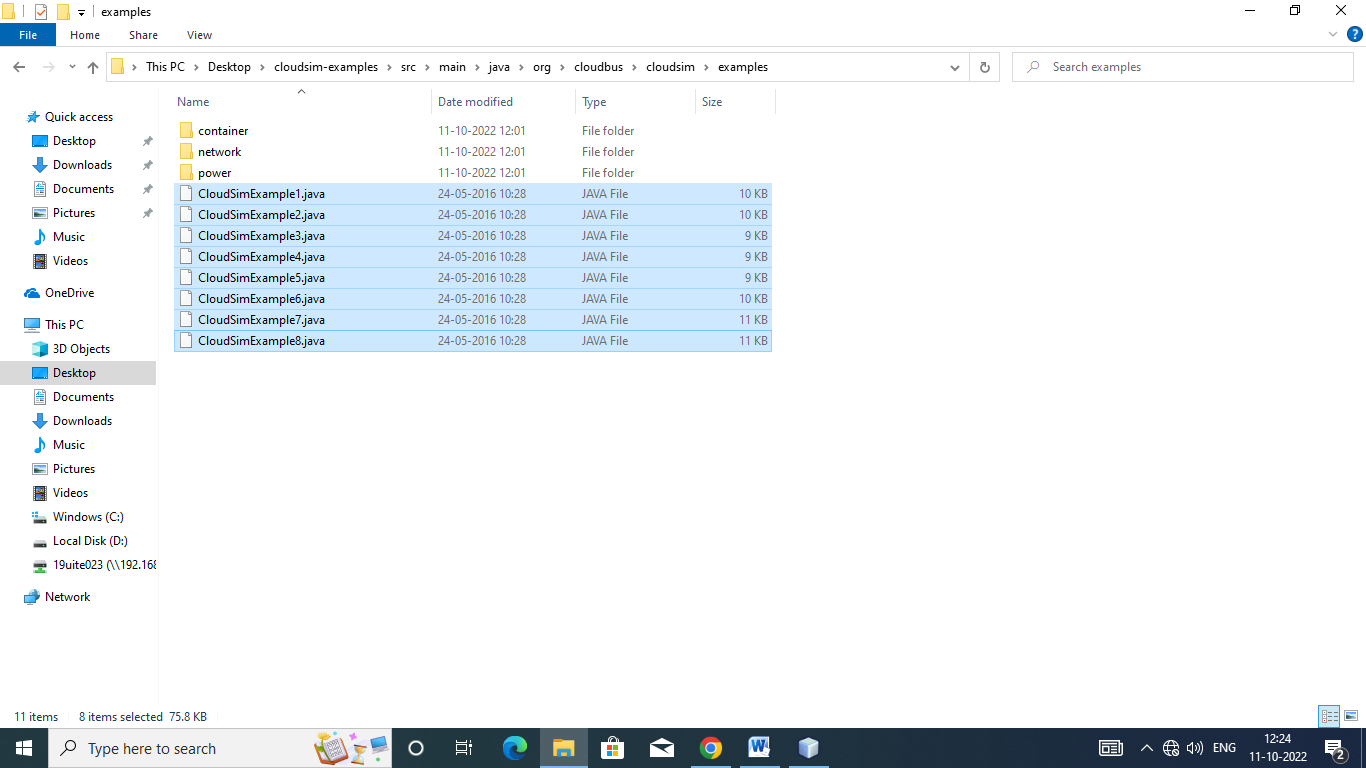 examples
File Home Share View
This PC Desktop cloudsim-examples src main java org cloudbus cloudsim examples
Search examples
Name Date modified Type Size
container 11-10-2022 12:01 File folder
network 11-10-2022 12:01 File folder
power 11-10-2022 12:01 File folder
CloudSimExample1.java 24-05-2016 10:28 JAVA File 10 KB
CloudSimExample2.java 24-05-2016 10:28 JAVA File 10 KB
CloudSimExample3.java 24-05-2016 10:28 JAVA File 9 KB
CloudSimExample4.java 24-05-2016 10:28 JAVA File 9 KB
CloudSimExample5.java 24-05-2016 10:28 JAVA File 9 KB
CloudSimExample6.java 24-05-2016 10:28 JAVA File 10 KB
CloudSimExample7.java 24-05-2016 10:28 JAVA File 11 KB
CloudSimExample8.java 24-05-2016 10:28 JAVA File 11 KB
Quick access
Desktop
Downloads
Documents
Pictures
Music
Videos
OneDrive
This PC
3D Objects
Desktop
Documents
Downloads
Music
Pictures
Videos
Windows (C:)
Local Disk (D:)
19uite023 (\\192.168
Network
11 items 8 items selected 75.8 KB
Type here to search
ENG
12:24
11-10-2022
2